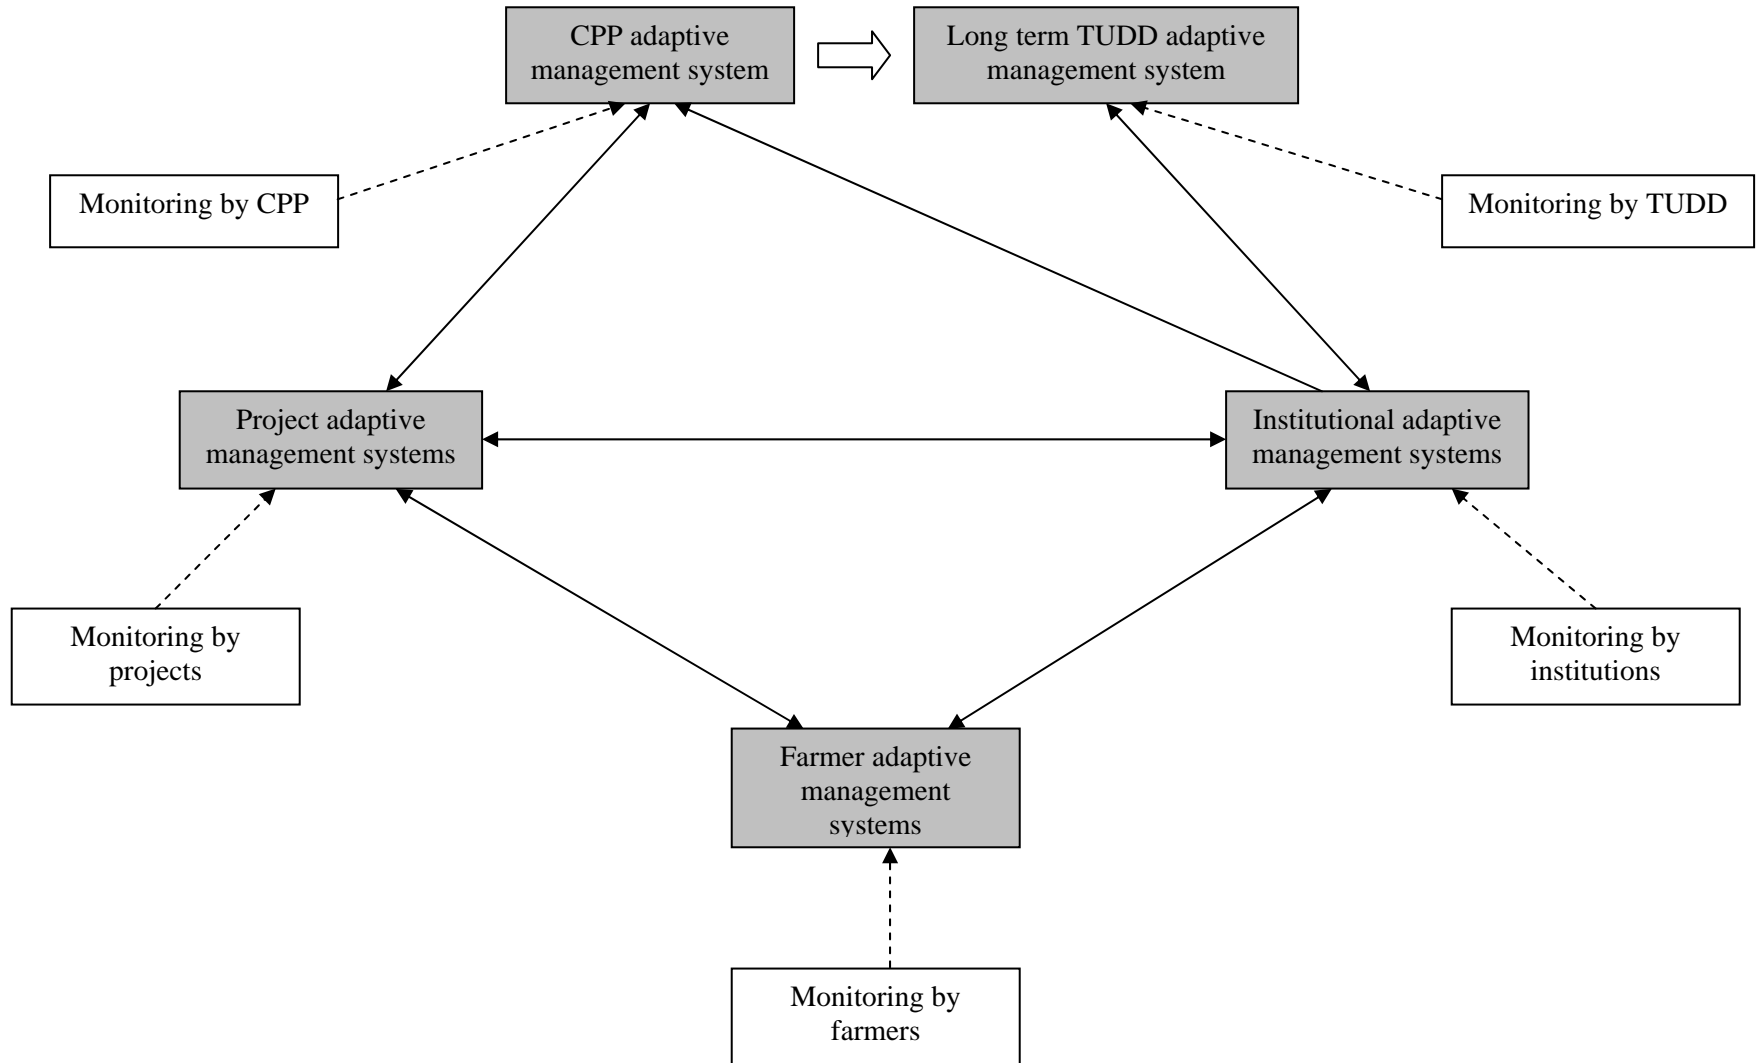 CPP adaptive
management system
Long term TUDD adaptive
management system
Monitoring by CPP
Monitoring by TUDD
Project adaptive
management systems
Institutional adaptive
management systems
Monitoring by
projects
Monitoring by
institutions
Farmer adaptive
management
systems
Monitoring by
farmers